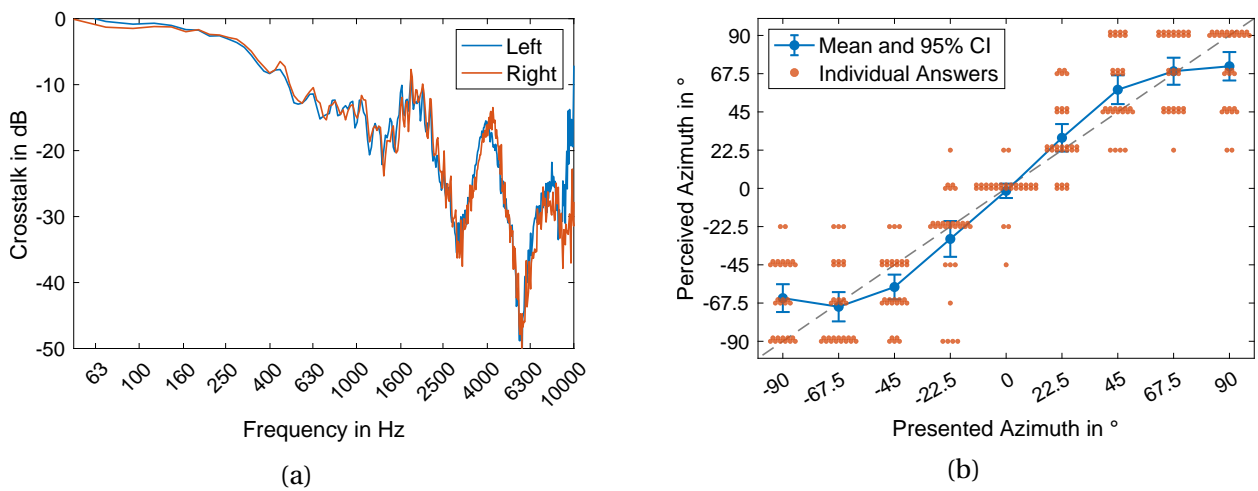 0
-10
-20
-30
-40
-50
Crosstalk in dB
63 100 160 250 400 630 1000 1600 2500 4000 6300 10000
Frequency in Hz
Left
Right
(a)
90
67.5
45
22.5
0
-22.5
-45
-67.5
-90
Perceived Azimuth in °
-90 -67.5 -45 -22.5 0 22.5 45 67.5 90
Presented Azimuth in °
Mean and 95% CI
Individual Answers
(b)